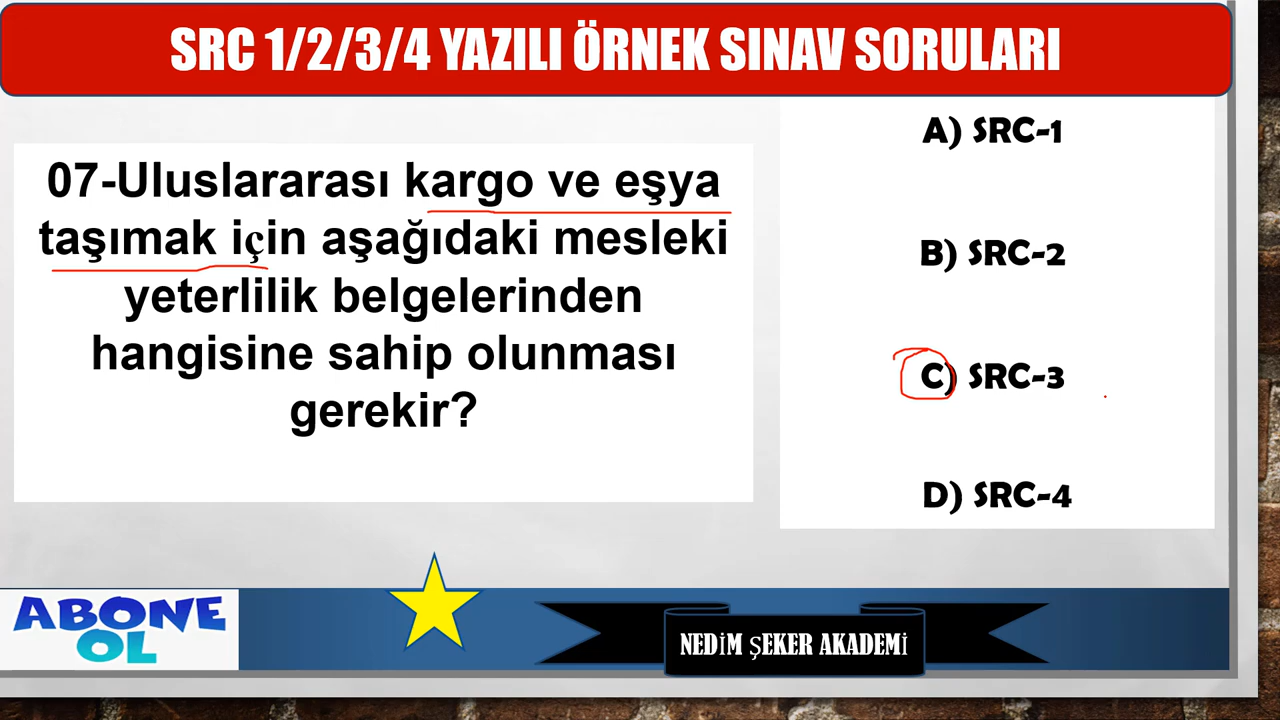 SRC 1/2/3/4 YAZILI ÖRNEK SINAV SORULARI
07-Uluslararası kargo ve eşya
taşımak için aşağıdaki mesleki
yeterlilik belgelerinden
hangisine sahip olunması
gerekir?
A) SRC-1
B) SRC-2
C) SRC-3
D) SRC-4
ABONE
OL
NEDİM ŞEKER AKADEMİ